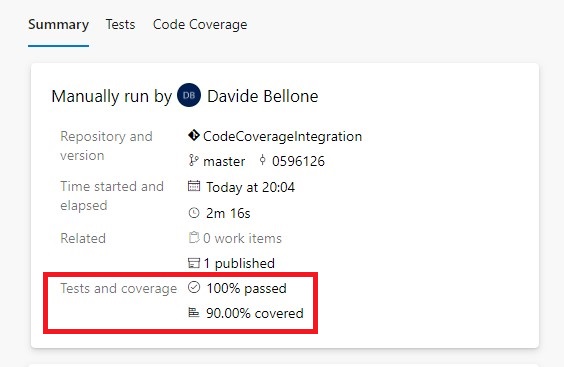 Summary Tests Code Coverage
Manually run by DB Davide Bellone
Repository and version CodeCoverageIntegration
master 0596126
Time started and elapsed Today at 20:04
2m 16s
Related 0 work items
1 published
Tests and coverage 100% passed
90.00% covered